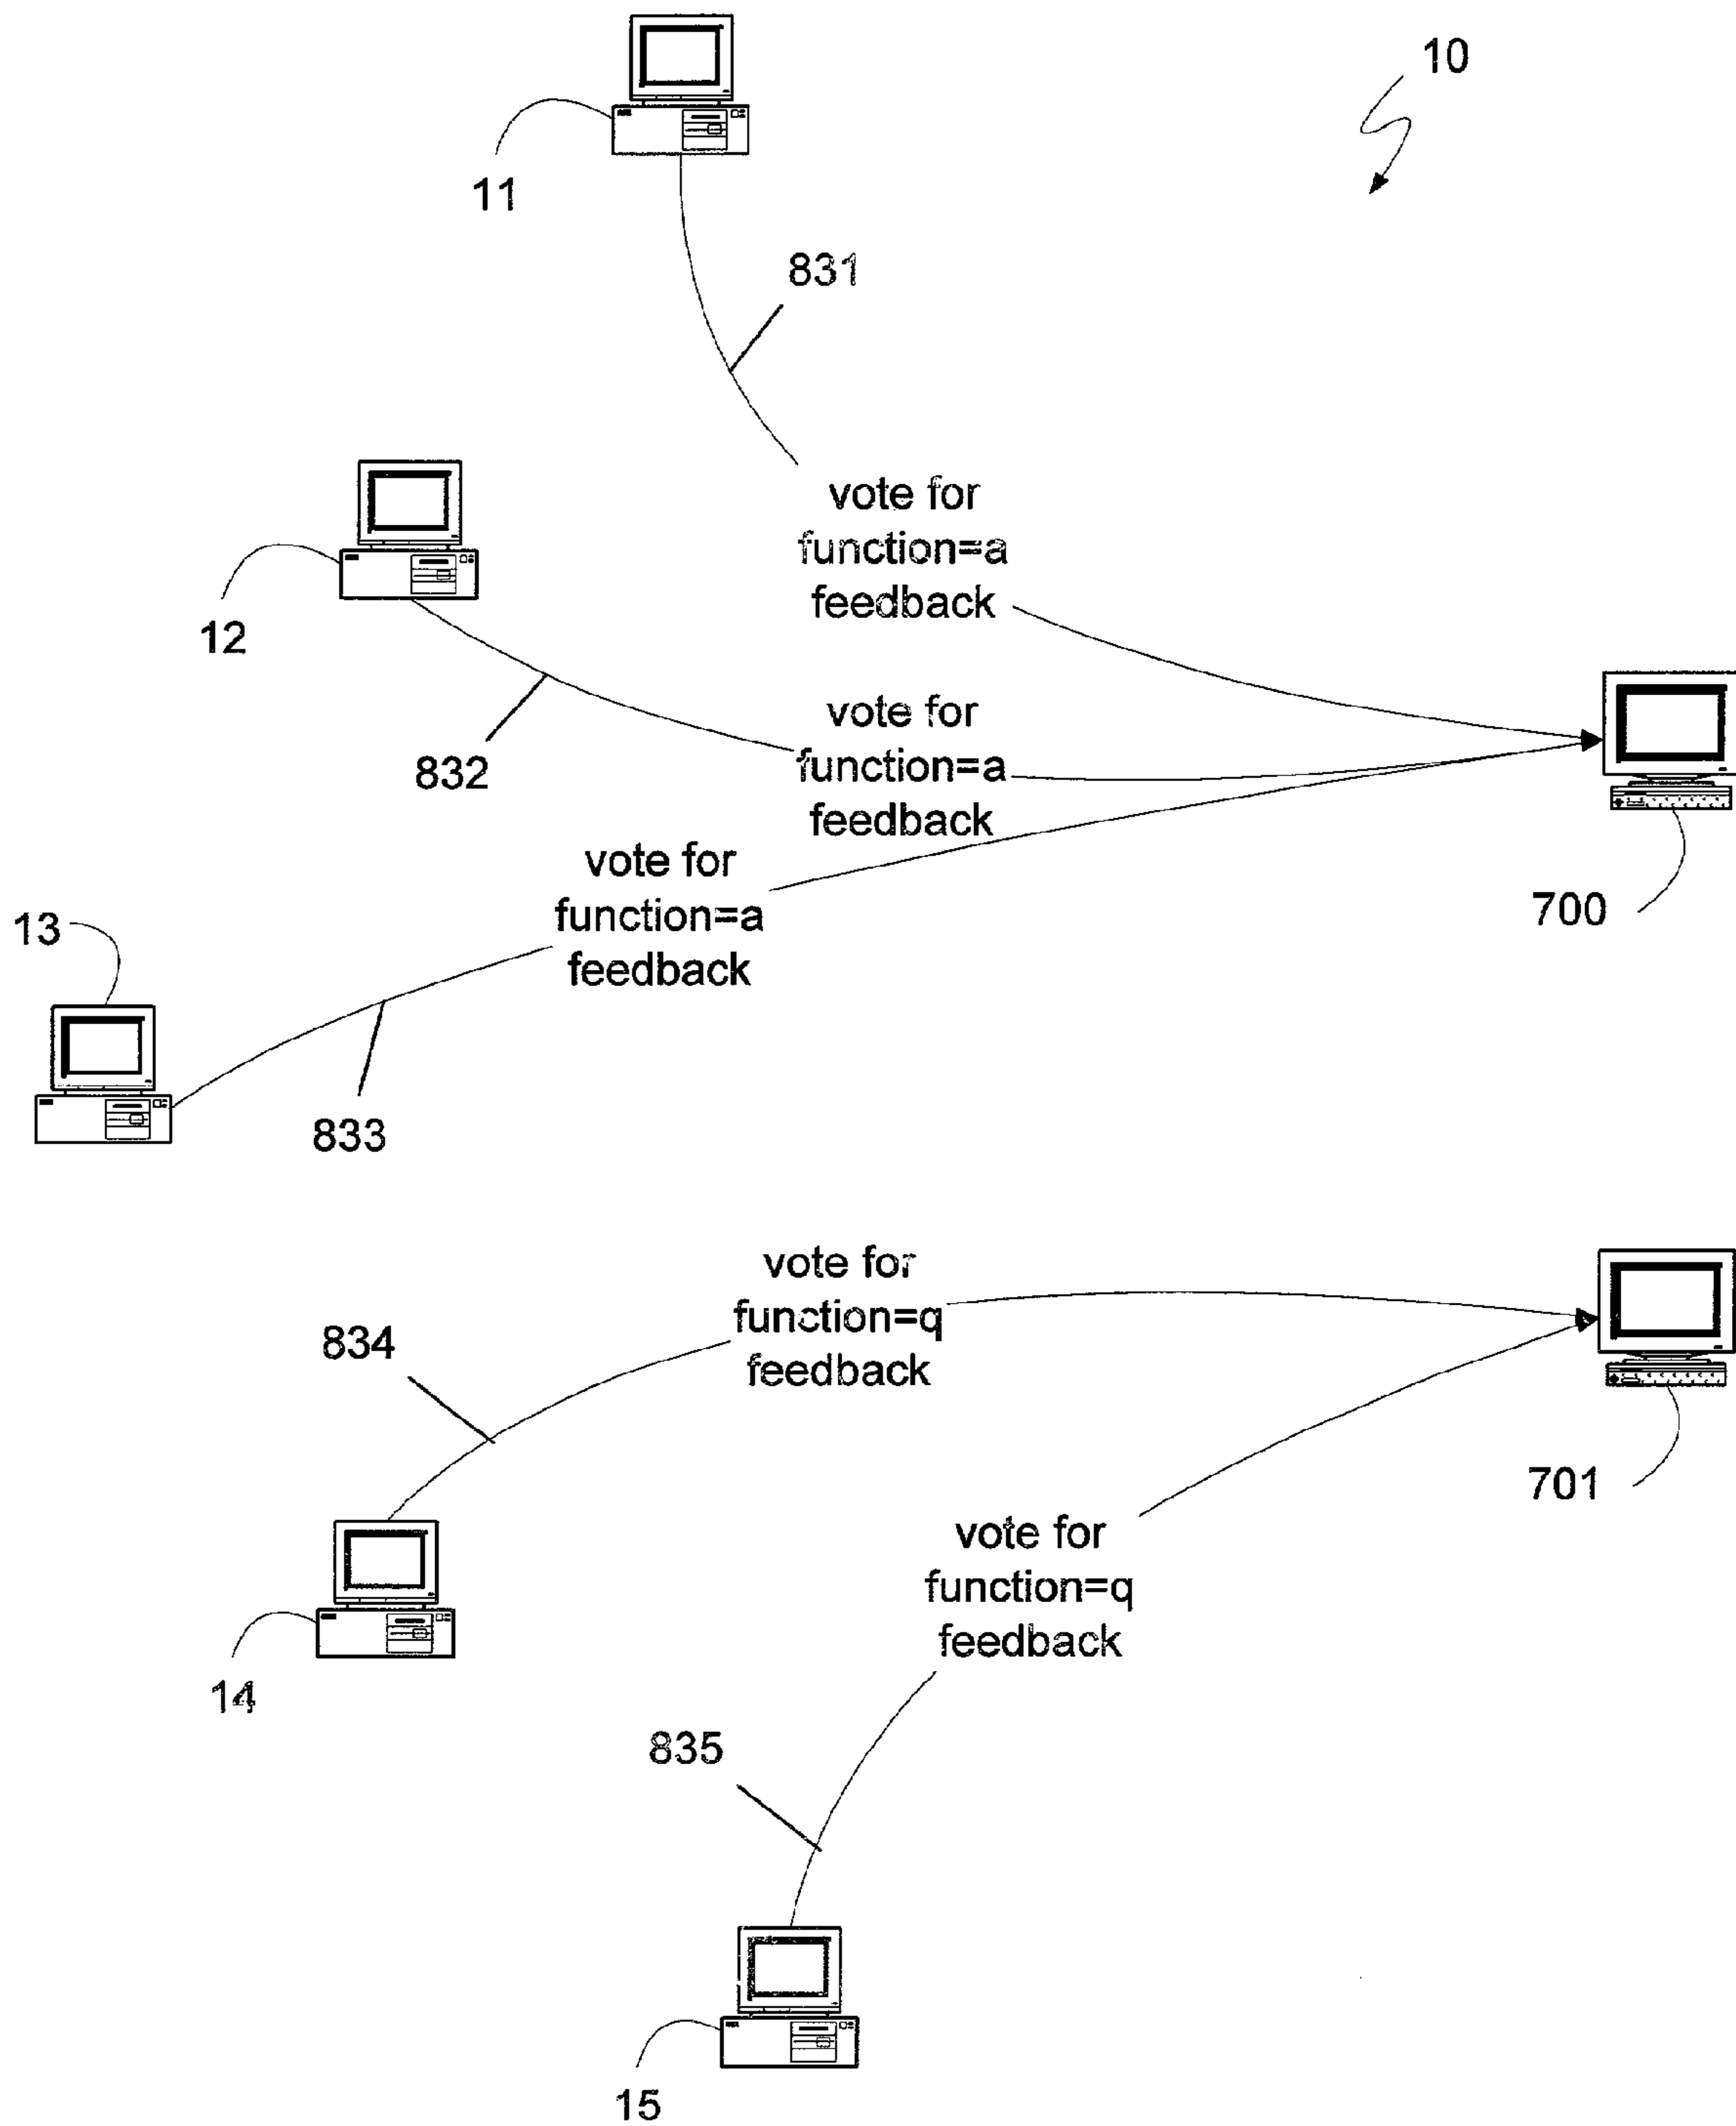 10
11
831
vote for
function=a
feedback
12
832
vote for
function=a
feedback
700
13
vote for
function=a
feedback
833
vote for
function=q
feedback
834
701
14
vote for
function=q
feedback
835
15